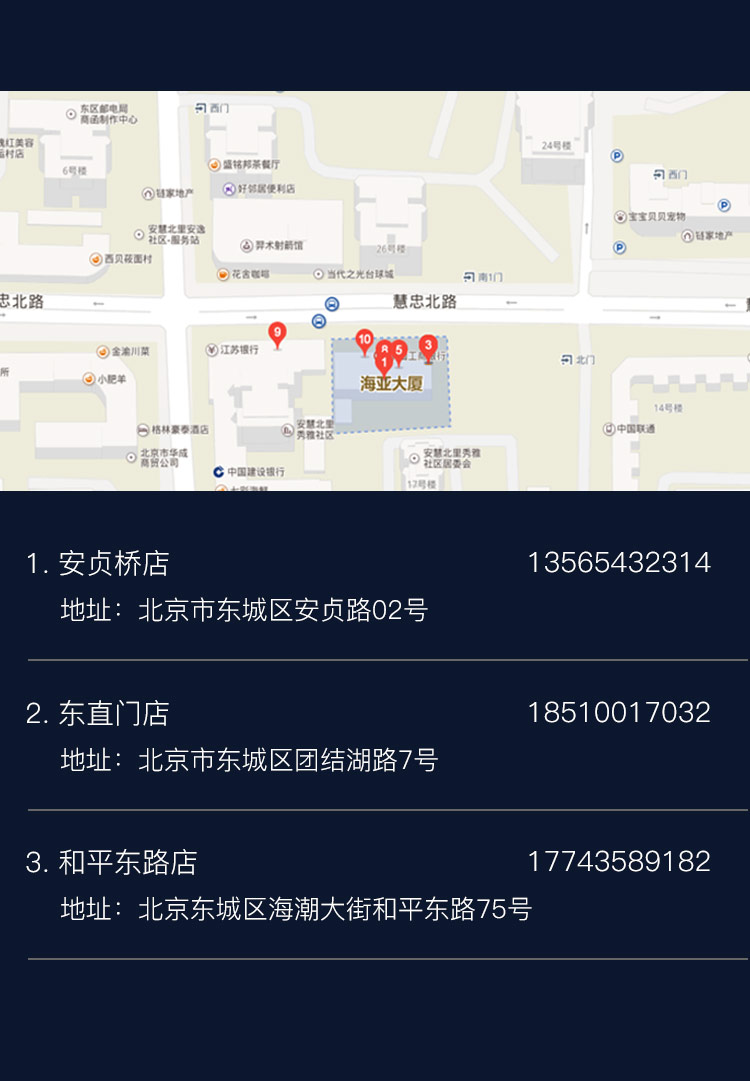 东区邮电局
商函制作中心
西门
瑰红美容
运村店
6号楼
盛铭邦茶餐厅
24号楼
P
西门
链家地产
好邻居便利店
P
宝宝贝贝宠物
安慧北里安逸
社区-服务站
羿木射箭馆
26号楼
P
链家地产
西贝莜面村
花舍咖啡
当代之光台球城
南1门
忠北路
慧忠北路
慧
9
10
8
5
3
1
金渝川菜
江苏银行
工商银行
北门
所
小肥羊
海亚大厦
14号楼
格林豪泰酒店
安慧北里
秀雅社区
中国联通
北京市华成
商贸公司
中国建设银行
安慧北里秀雅
社区居委会
17号楼
1. 安贞桥店 13565432314
地址：北京市东城区安贞路02号
2. 东直门店 18510017032
地址：北京市东城区团结湖路7号
3. 和平东路店 17743589182
地址：北京东城区海潮大街和平东路75号